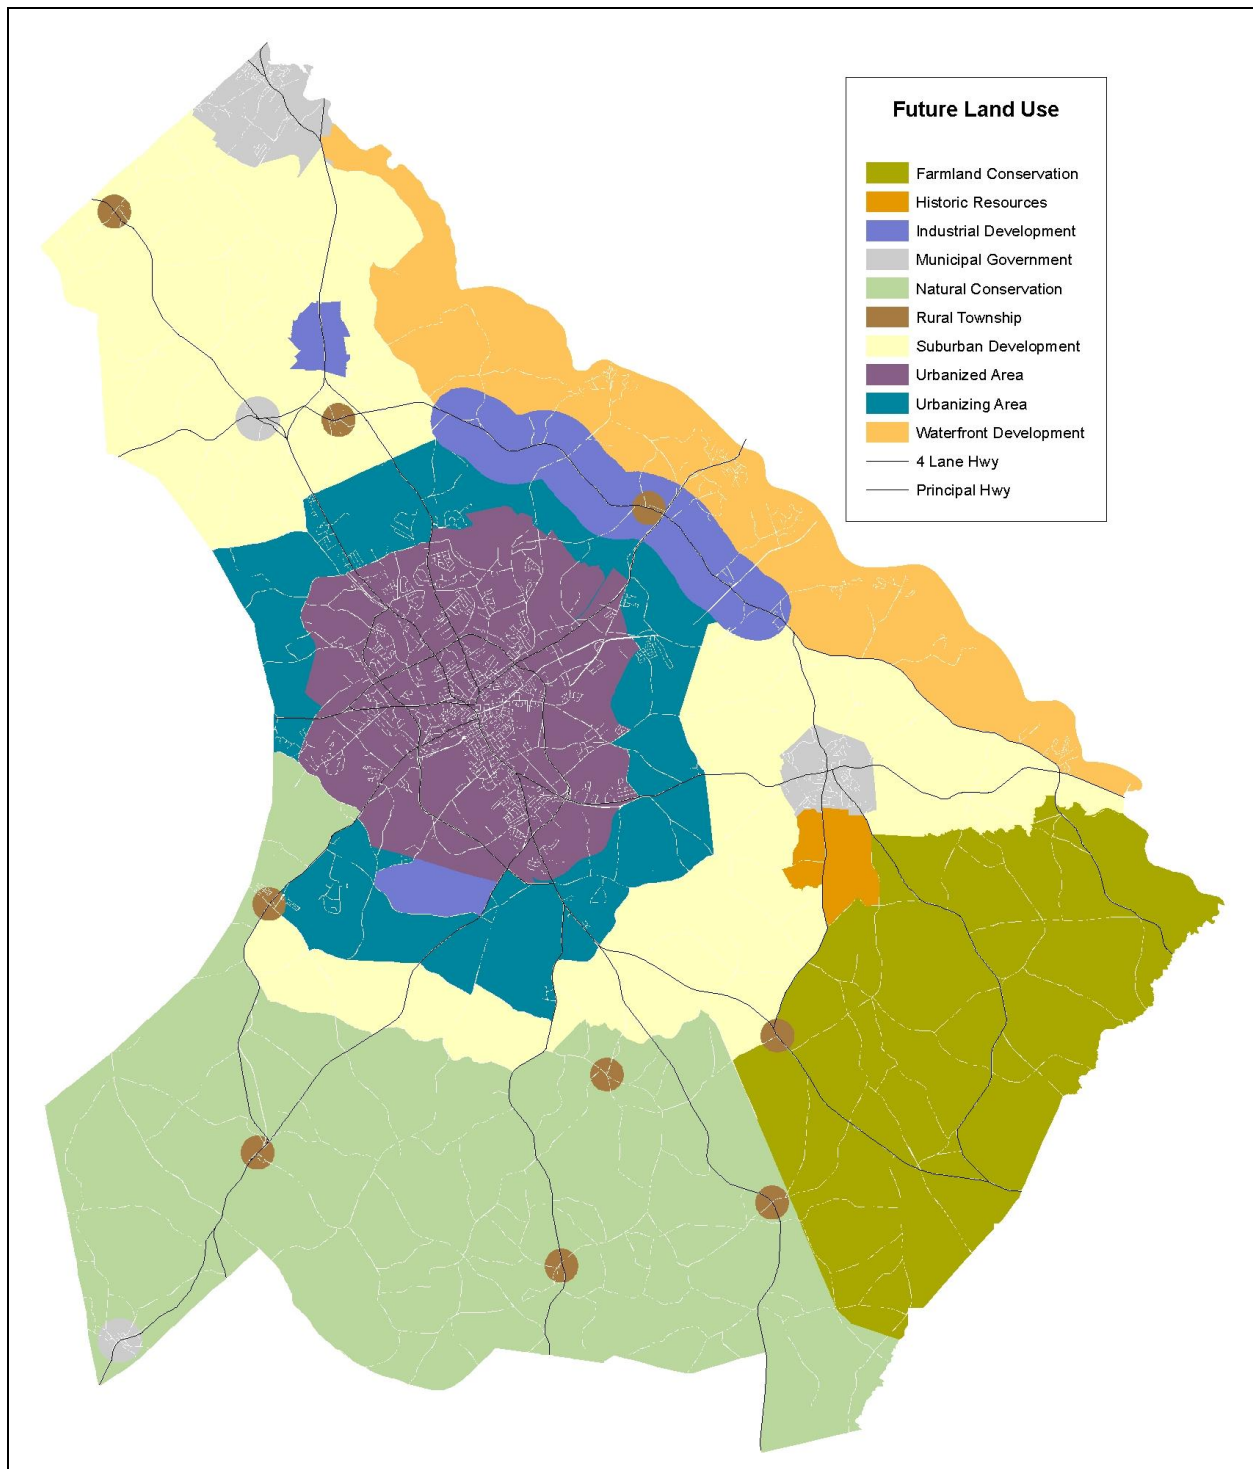 Future Land Use
Farmland Conservation
Historic Resources
Industrial Development
Municipal Government
Natural Conservation
Rural Township
Suburban Development
Urbanized Area
Urbanizing Area
Waterfront Development
4 Lane Hwy
Principal Hwy